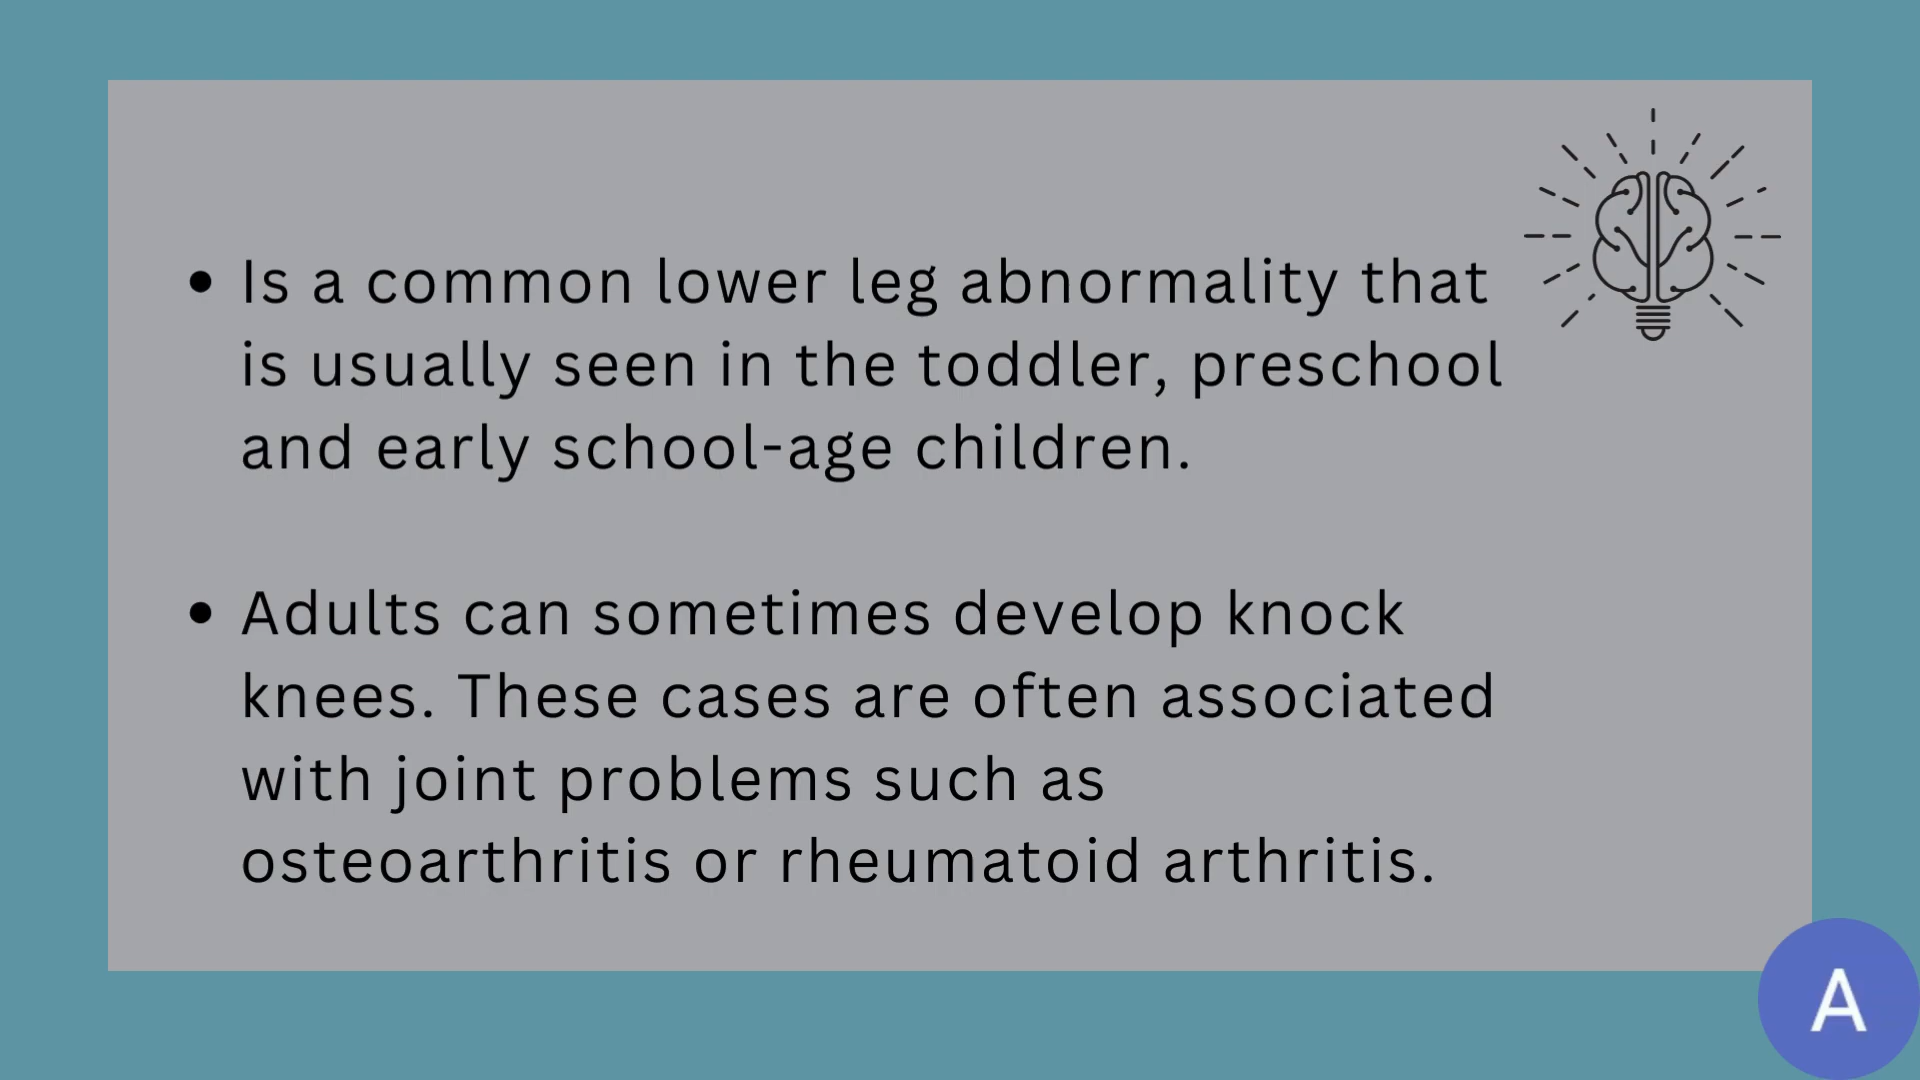 • Is a common lower leg abnormality that
is usually seen in the toddler, preschool
and early school-age children.
• Adults can sometimes develop knock
knees. These cases are often associated
with joint problems such as
osteoarthritis or rheumatoid arthritis.
A